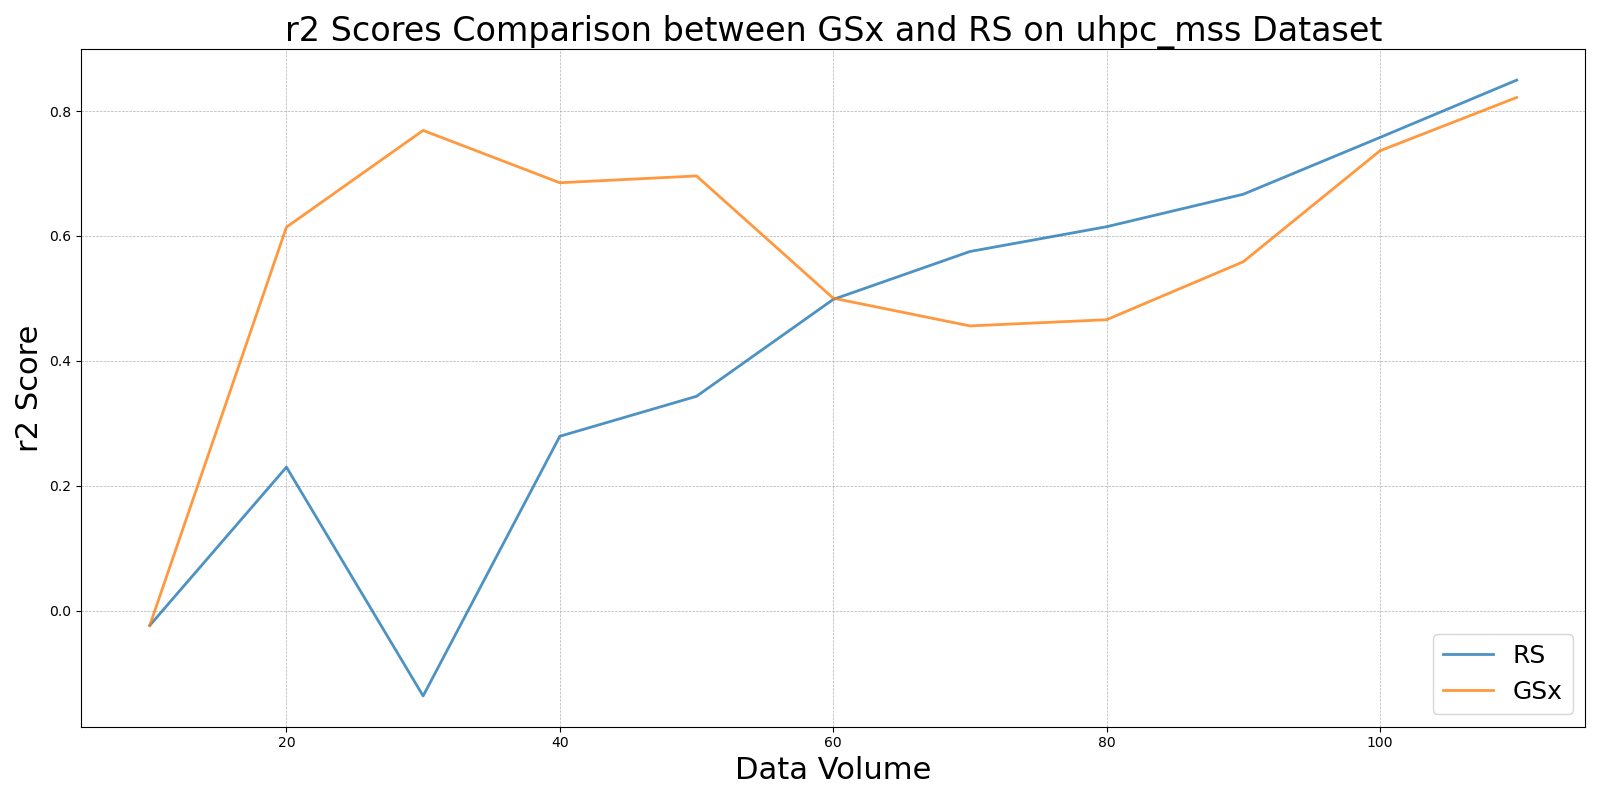 r2 Scores Comparison between GSx and RS on uhpc_mss Dataset
r2 Score
0.8
0.6
0.4
0.2
0.0
20 40 60 80 100
Data Volume
RS
GSx